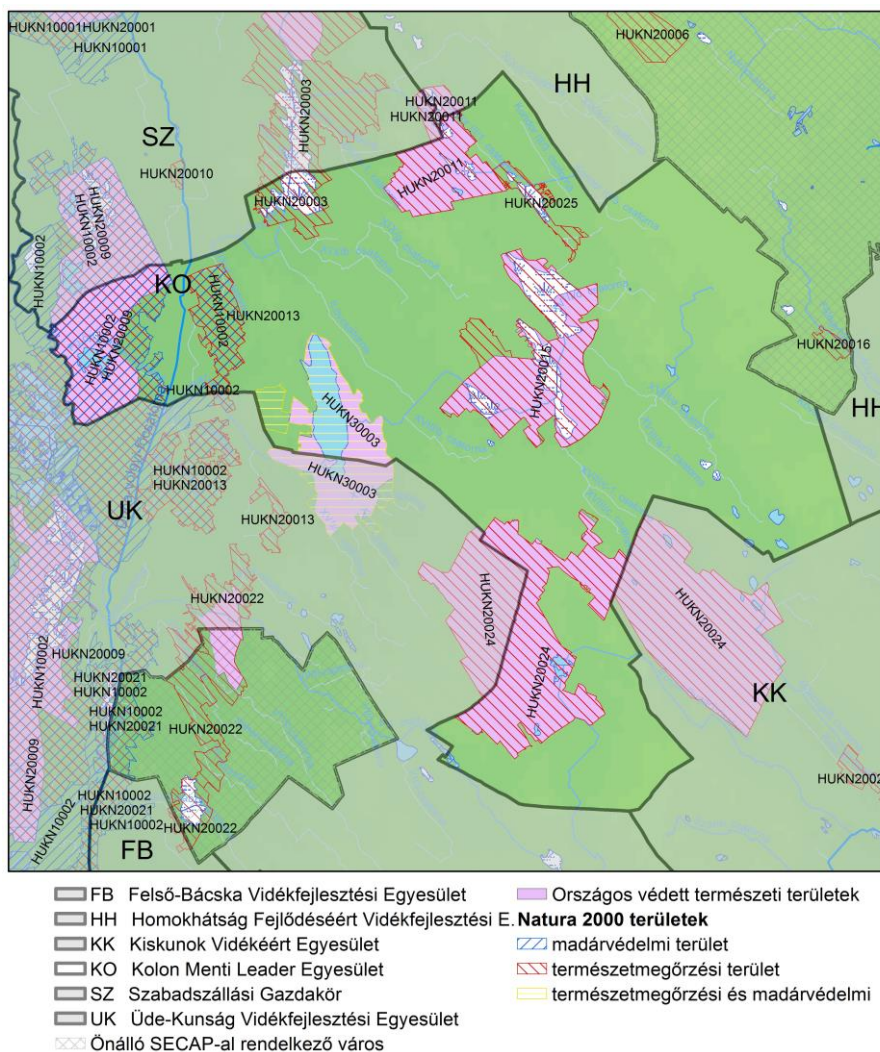 HUKN10001 HUKN20001
HUKN10001
HUKN20003
HUKN20011
HUKN20011
HH
HUKN20006
SZ
HUKN20010
HUKN20003
HUKN20011
HUKN20025
HUKN20009
HUKN10002
HUKN10002
KO
HUKN10002
HUKN20009
HUKN10002
HUKN20013
HUKN10002
HUKN20015
HUKN20016
HH
HUKN30003
HUKN30003
HUKN10002
HUKN20013
UK
HUKN20013
HUKN20022
HUKN20024
HUKN20024
HUKN20024
KK
HUKN10002
HUKN20009
HUKN20021
HUKN10002
HUKN10002
HUKN20021
HUKN20022
HUKN20009
HUKN10002
HUKN10002
HUKN20021
HUKN10002
HUKN20022
FB
HUKN202
FB Felső-Bácska Vidékfejlesztési Egyesület
HH Homokhátság Fejlődéséért Vidékfejlesztési E.
KK Kiskunok Vidékéért Egyesület
KO Kolon Menti Leader Egyesület
SZ Szabadszállási Gazdakör
UK Üde-Kunság Vidékfejlesztési Egyesület
Önálló SECAP-al rendelkező város
Országos védett természeti területek
Natura 2000 területek
madárvédelmi terület
természetmegőrzési terület
természetmegőrzési és madárvédelmi